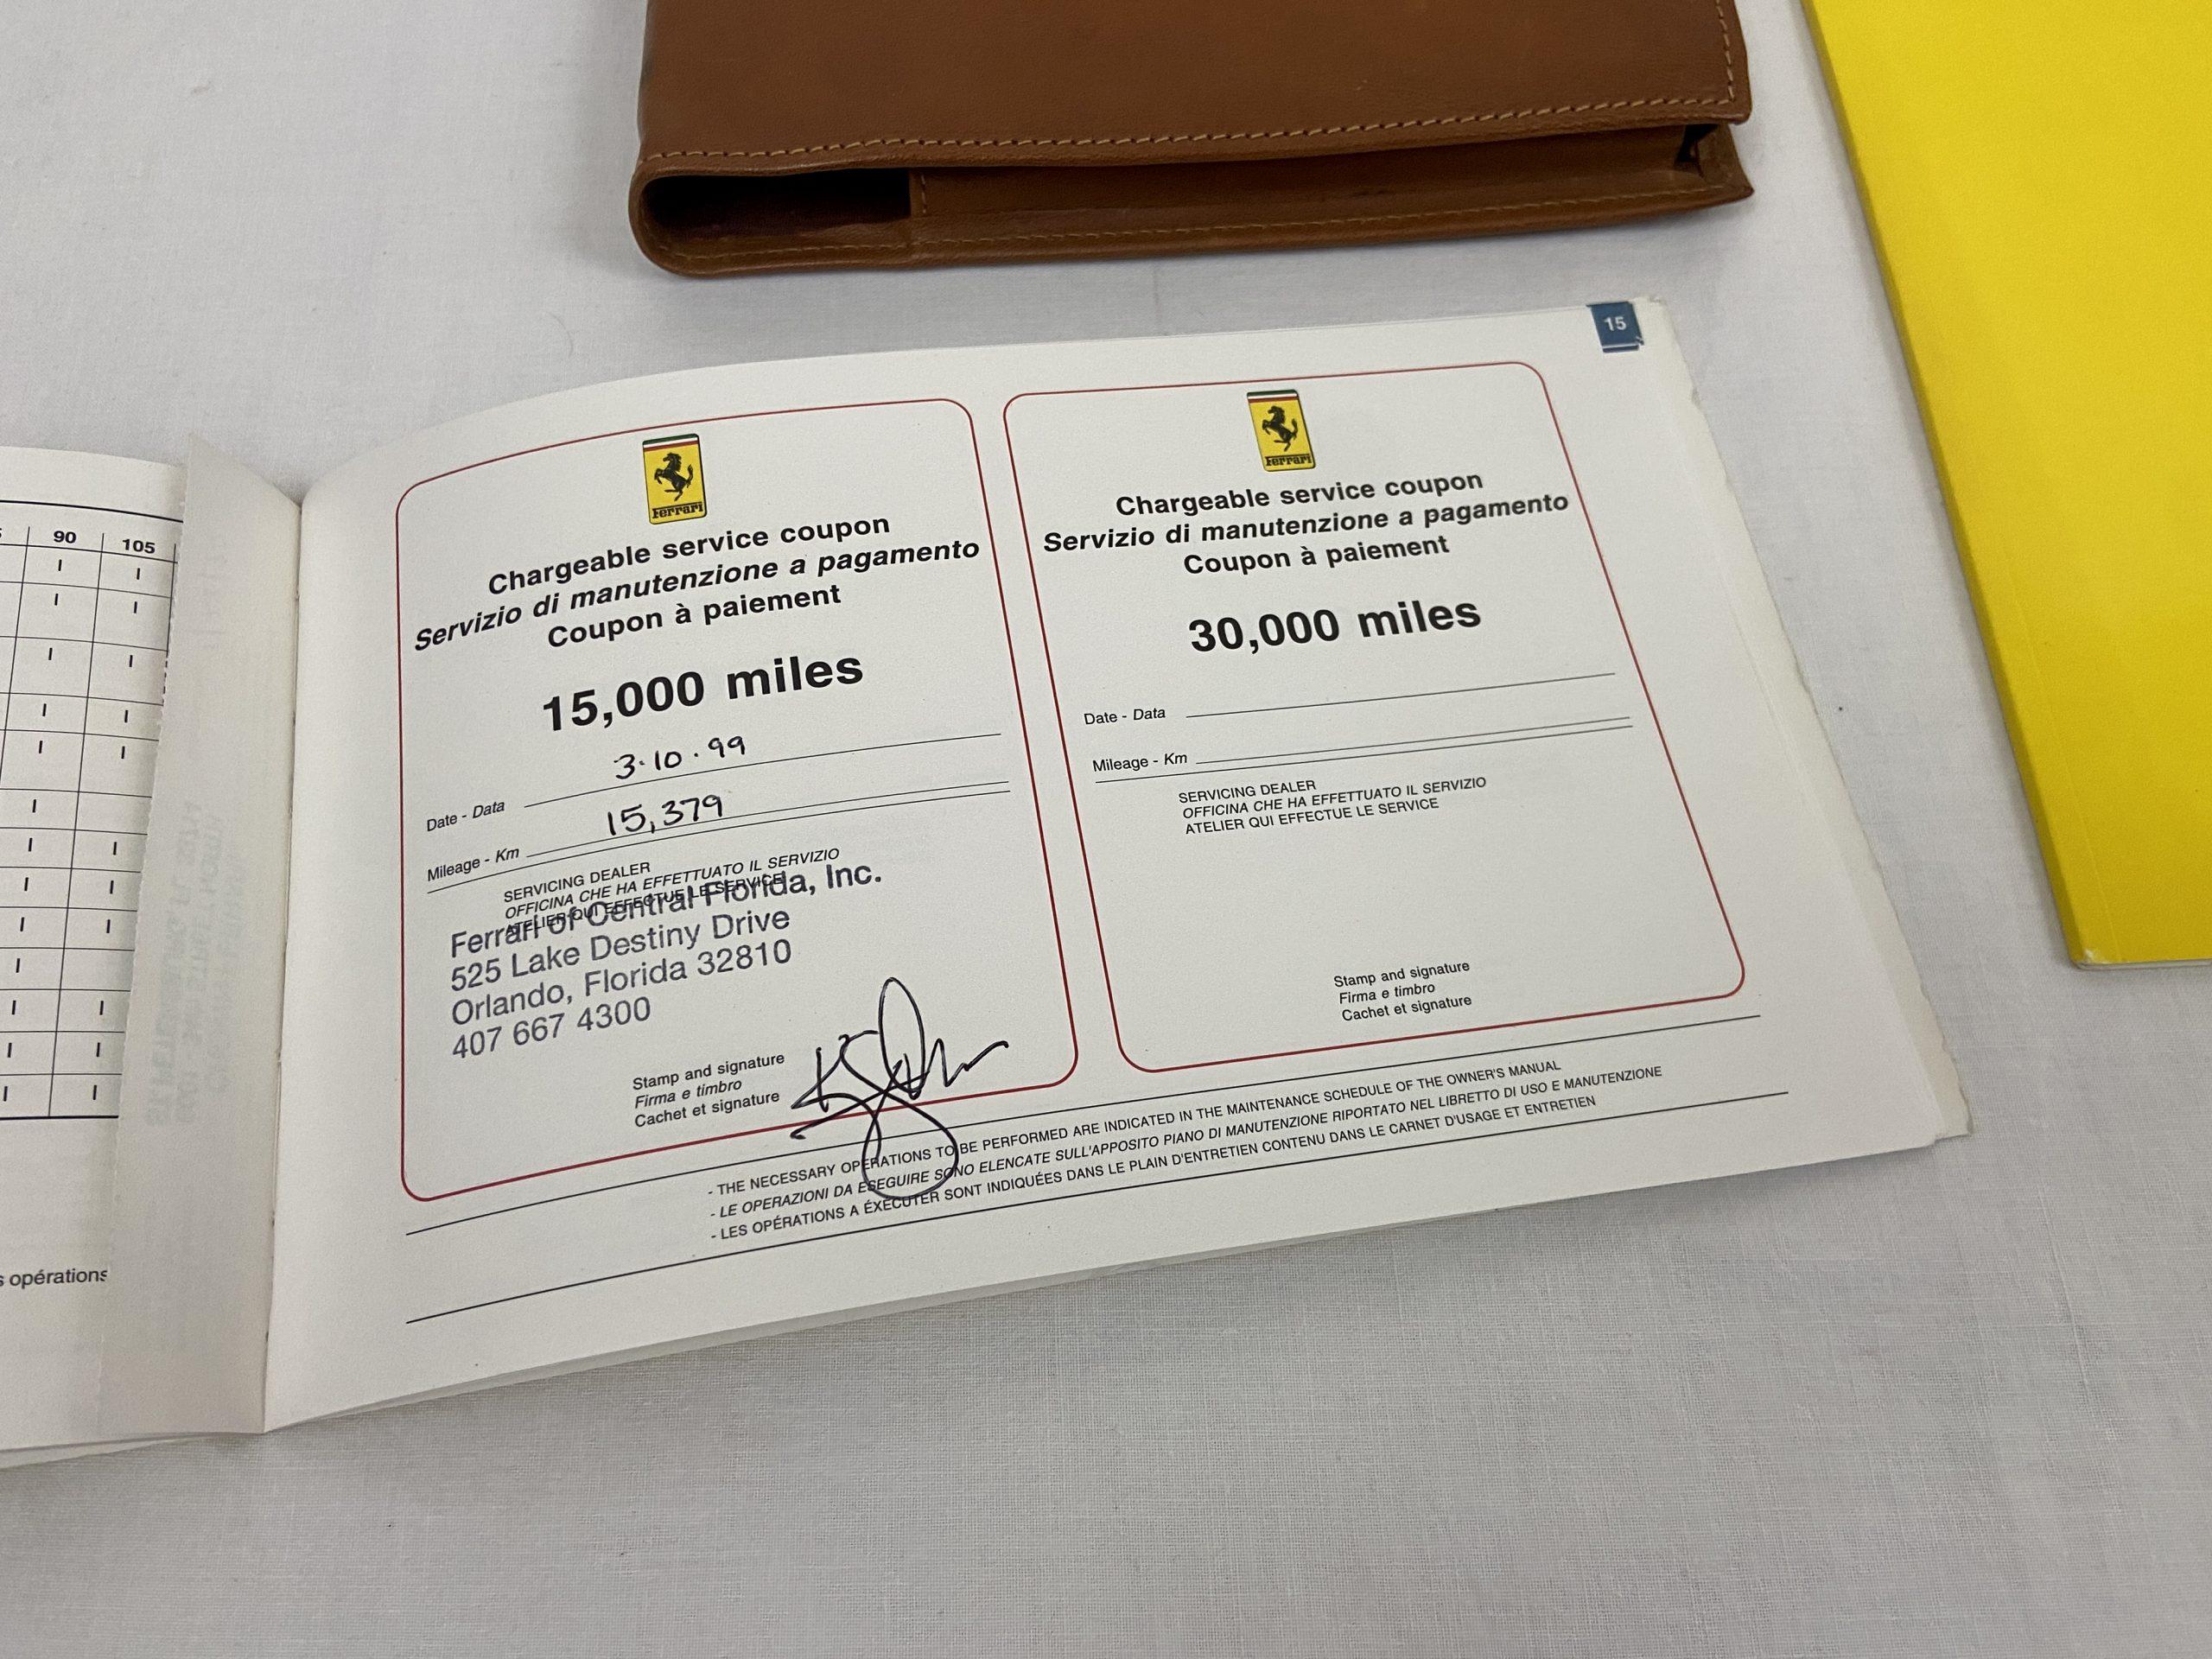 90 105
s opérations
15
Ferrari
Chargeable service coupon
Servizio di manutenzione a pagamento
Coupon à paiement
15,000 miles
Date - Data 3·10·99
Mileage - Km 15,379
SERVICING DEALER
OFFICINA CHE HA EFFETTUATO IL SERVIZIO
ATELIER QUI EFFECTUE LE SERVICE
Ferrari of Central Florida, Inc.
525 Lake Destiny Drive
Orlando, Florida 32810
407 667 4300
Stamp and signature
Firma e timbro
Cachet et signature
Ferrari
Chargeable service coupon
Servizio di manutenzione a pagamento
Coupon à paiement
30,000 miles
Date - Data
Mileage - Km
SERVICING DEALER
OFFICINA CHE HA EFFETTUATO IL SERVIZIO
ATELIER QUI EFFECTUE LE SERVICE
Stamp and signature
Firma e timbro
Cachet et signature
- THE NECESSARY OPERATIONS TO BE PERFORMED ARE INDICATED IN THE MAINTENANCE SCHEDULE OF THE OWNER'S MANUAL
- LE OPERAZIONI DA ESEGUIRE SONO ELENCATE SULL'APPOSITO PIANO DI MANUTENZIONE RIPORTATO NEL LIBRETTO DI USO E MANUTENZIONE
- LES OPÉRATIONS A ÉXÉCUTER SONT INDIQUÉES DANS LE PLAIN D'ENTRETIEN CONTENU DANS LE CARNET D'USAGE ET ENTRETIEN